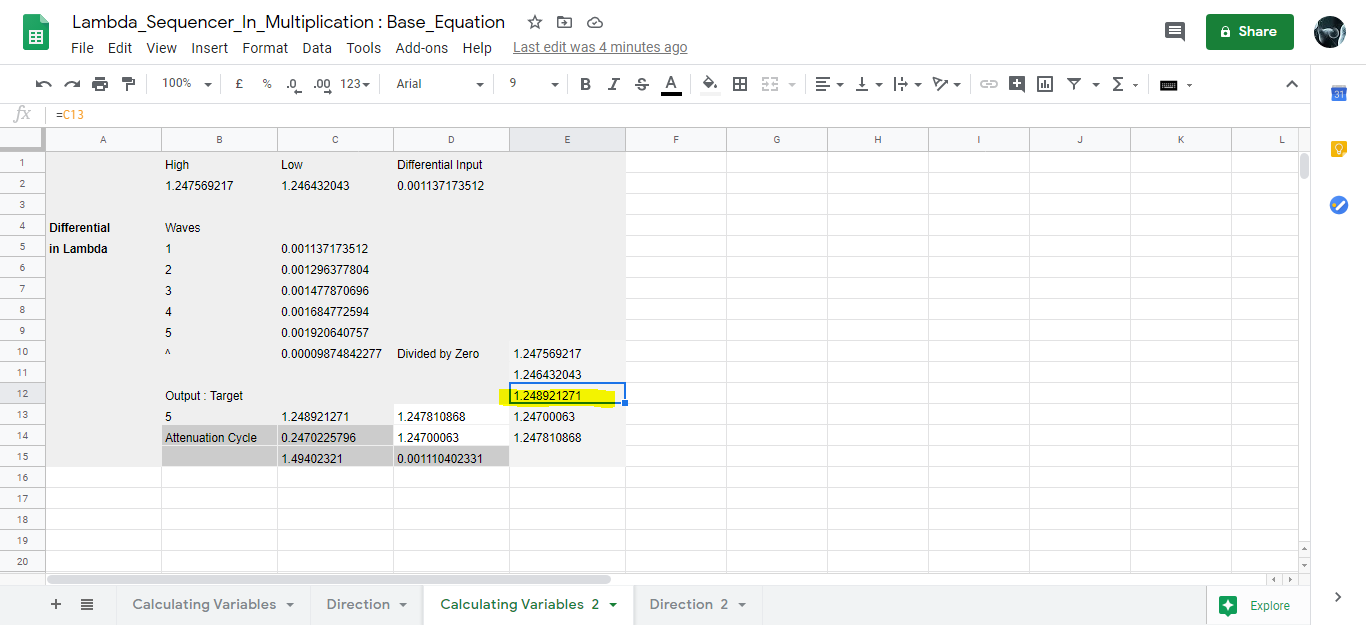 Lambda_Sequencer_In_Multiplication : Base_Equation
File Edit View Insert Format Data Tools Add-ons Help Last edit was 4 minutes ago
Share
100% £ % .0 .00 123 Arial 9 B I S A
fx =C13
31
A B C D E F G H I J K L
1 High Low Differential Input
2 1.247569217 1.246432043 0.001137173512
3
4 Differential Waves
5 in Lambda 1 0.001137173512
6 2 0.001296377804
7 3 0.001477870696
8 4 0.001684772594
9 5 0.001920640757
10 ^ 0.00009874842277 Divided by Zero 1.247569217
11 1.246432043
12 Output : Target 1.248921271
13 5 1.248921271 1.247810868 1.24700063
14 Attenuation Cycle 0.2470225796 1.24700063 1.247810868
15 1.49402321 0.001110402331
16
17
18
19
20
+ Calculating Variables Direction Calculating Variables 2 Direction 2 Explore